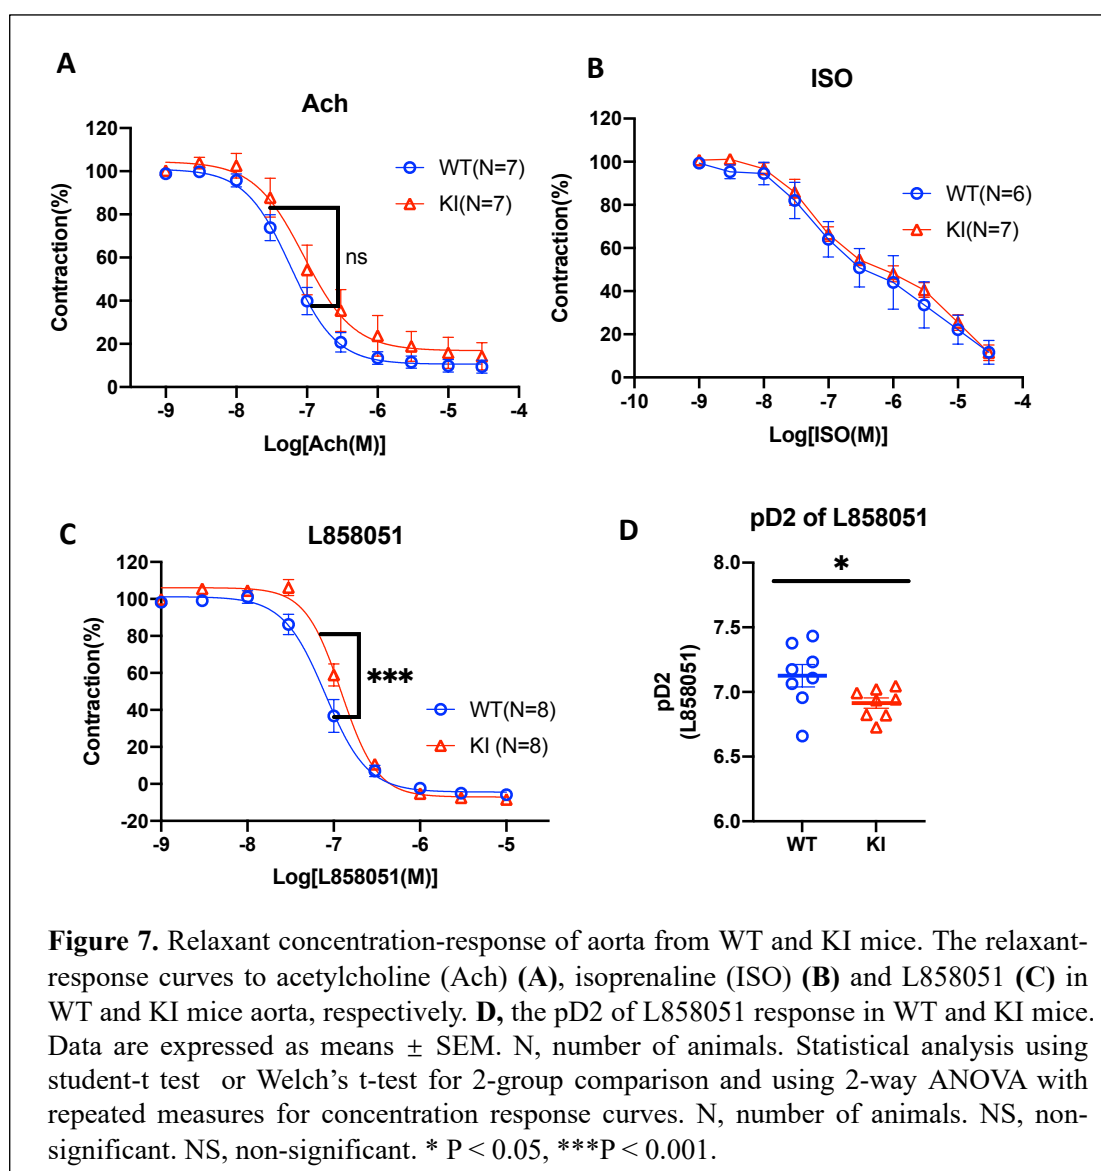 A
Ach
120
100
80
60
40
20
0
Contraction(%)
WT(N=7)
KI(N=7)
ns
-9
-8
-7
-6
-5
-4
Log[Ach(M)]
B
ISO
120
100
80
60
40
20
0
Contraction(%)
WT(N=6)
KI(N=7)
-10
-9
-8
-7
-6
-5
-4
Log[ISO(M)]
C
L858051
120
100
80
60
40
20
0
-20
Contraction(%)
***
WT(N=8)
KI (N=8)
-9
-8
-7
-6
-5
Log[L858051(M)]
D
pD2 of L858051
8.0
7.5
7.0
6.5
6.0
pD2
(L858051)
*
WT
KI
Figure 7. Relaxant concentration-response of aorta from WT and KI mice. The relaxant-
response curves to acetylcholine (Ach) (A), isoprenaline (ISO) (B) and L858051 (C) in
WT and KI mice aorta, respectively. D, the pD2 of L858051 response in WT and KI mice.
Data are expressed as means ± SEM. N, number of animals. Statistical analysis using
student-t test or Welch's t-test for 2-group comparison and using 2-way ANOVA with
repeated measures for concentration response curves. N, number of animals. NS, non-
significant. NS, non-significant. * P < 0.05, ***P < 0.001.